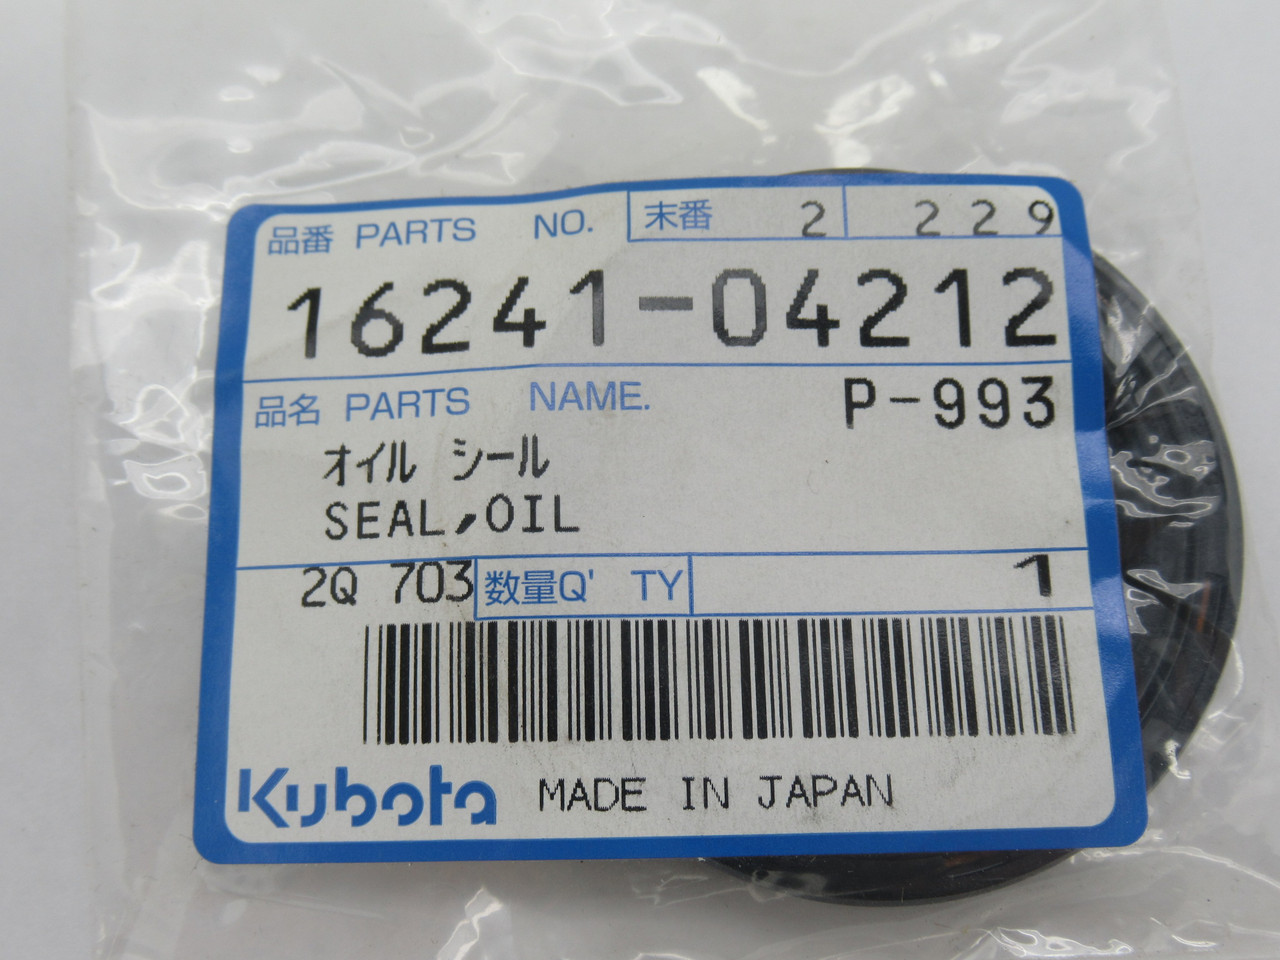 品番 PARTS NO. 末番 2 229
16241-04212
品名 PARTS NAME. P-993
オイル シール
SEAL,OIL
2Q 703 数量Q' TY 1
Kubota MADE IN JAPAN